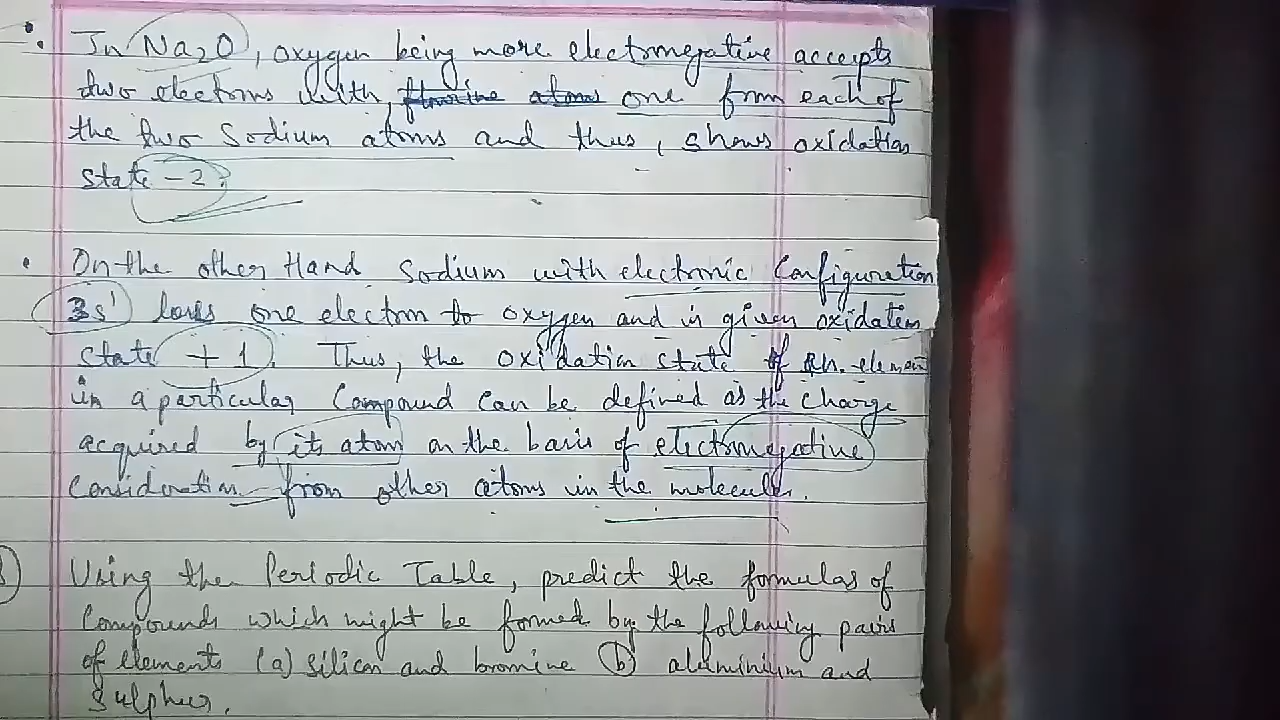 In Na2O, oxygen being more electronegative accepts
two electrons with, one from each of
the two Sodium atoms and thus, shows oxidation
state -2.
On the other Hand Sodium with electronic Configuration
3s¹ loses one electron to oxygen and is given oxidation
state +1. Thus, the oxidation state of an element
in a particular Compound can be defined as the charge
acquired by its atom on the basis of electronegative
Consideration from other atoms in the molecule.
Using the Periodic Table, predict the formulas of
Compounds which might be formed by the following pairs
of elements (a) silicon and bromine (b) aluminium and
Sulphur.